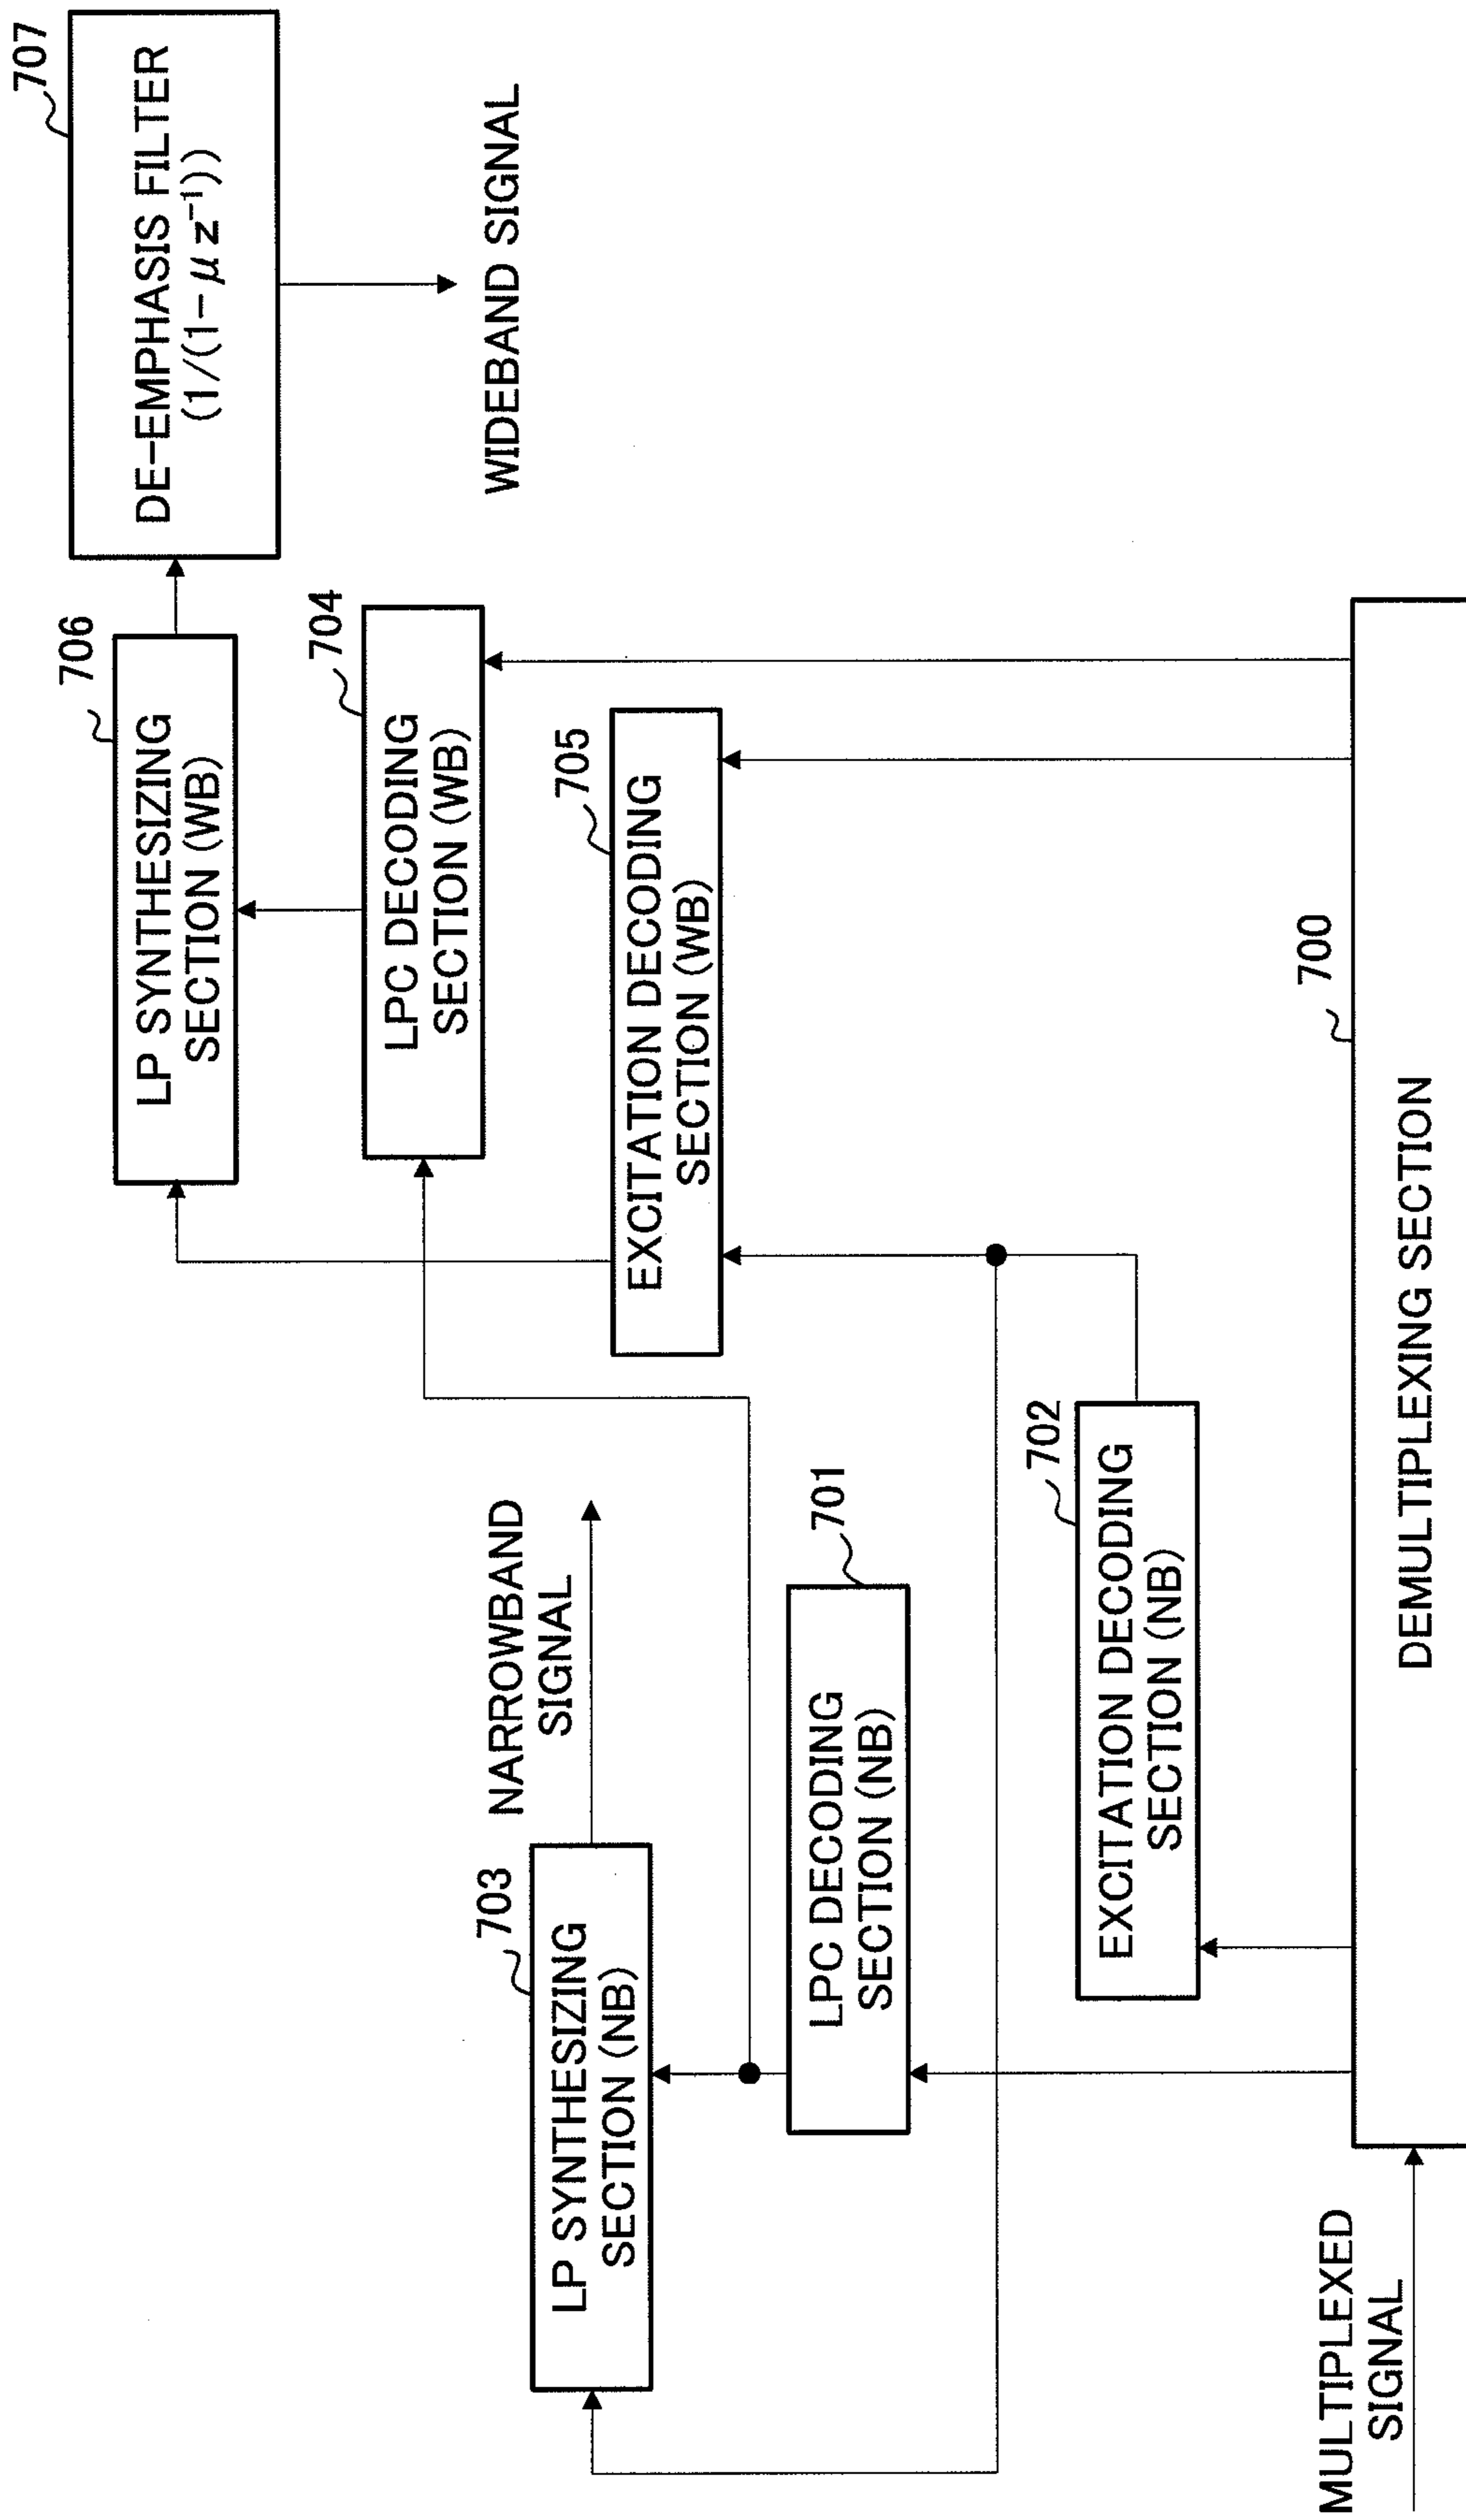 707
DE-EMPHASIS FILTER
(1/(1-μz⁻¹))
WIDEBAND SIGNAL
706
LP SYNTHESIZING
SECTION (WB)
704
LPC DECODING
SECTION (WB)
705
EXCITATION DECODING
SECTION (WB)
NARROWBAND
SIGNAL
703
LP SYNTHESIZING
SECTION (NB)
701
LPC DECODING
SECTION (NB)
702
EXCITATION DECODING
SECTION (NB)
700
DEMULTIPLEXING SECTION
MULTIPLEXED
SIGNAL